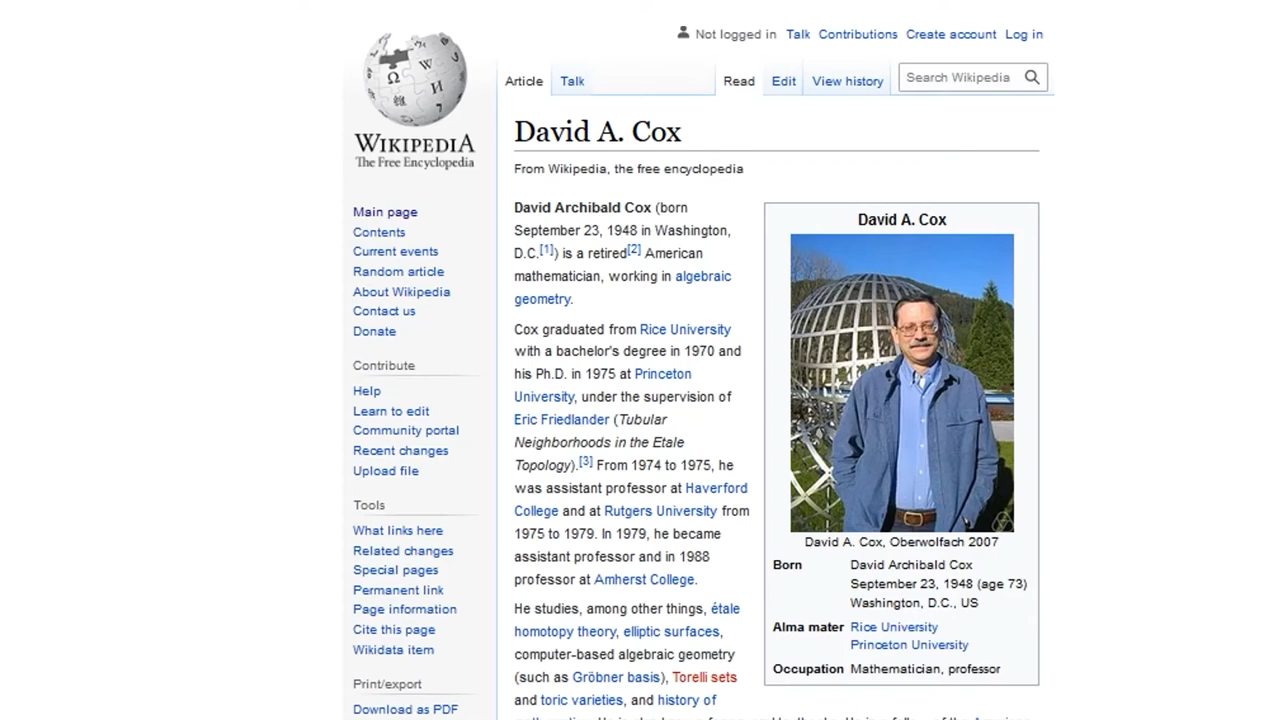 Not logged in Talk Contributions Create account Log in
Article Talk Read Edit View history Search Wikipedia
WIKIPEDIA
The Free Encyclopedia
Main page
Contents
Current events
Random article
About Wikipedia
Contact us
Donate
Contribute
Help
Learn to edit
Community portal
Recent changes
Upload file
Tools
What links here
Related changes
Special pages
Permanent link
Page information
Cite this page
Wikidata item
Print/export
Download as PDF
David A. Cox
From Wikipedia, the free encyclopedia
David Archibald Cox (born
September 23, 1948 in Washington,
D.C.[1]) is a retired[2] American
mathematician, working in algebraic
geometry.
Cox graduated from Rice University
with a bachelor's degree in 1970 and
his Ph.D. in 1975 at Princeton
University, under the supervision of
Eric Friedlander (Tubular
Neighborhoods in the Etale
Topology).[3] From 1974 to 1975, he
was assistant professor at Haverford
College and at Rutgers University from
1975 to 1979. In 1979, he became
assistant professor and in 1988
professor at Amherst College.
He studies, among other things, étale
homotopy theory, elliptic surfaces,
computer-based algebraic geometry
(such as Gröbner basis), Torelli sets
and toric varieties, and history of
David A. Cox
David A. Cox, Oberwolfach 2007
Born David Archibald Cox
September 23, 1948 (age 73)
Washington, D.C., US
Alma mater Rice University
Princeton University
Occupation Mathematician, professor